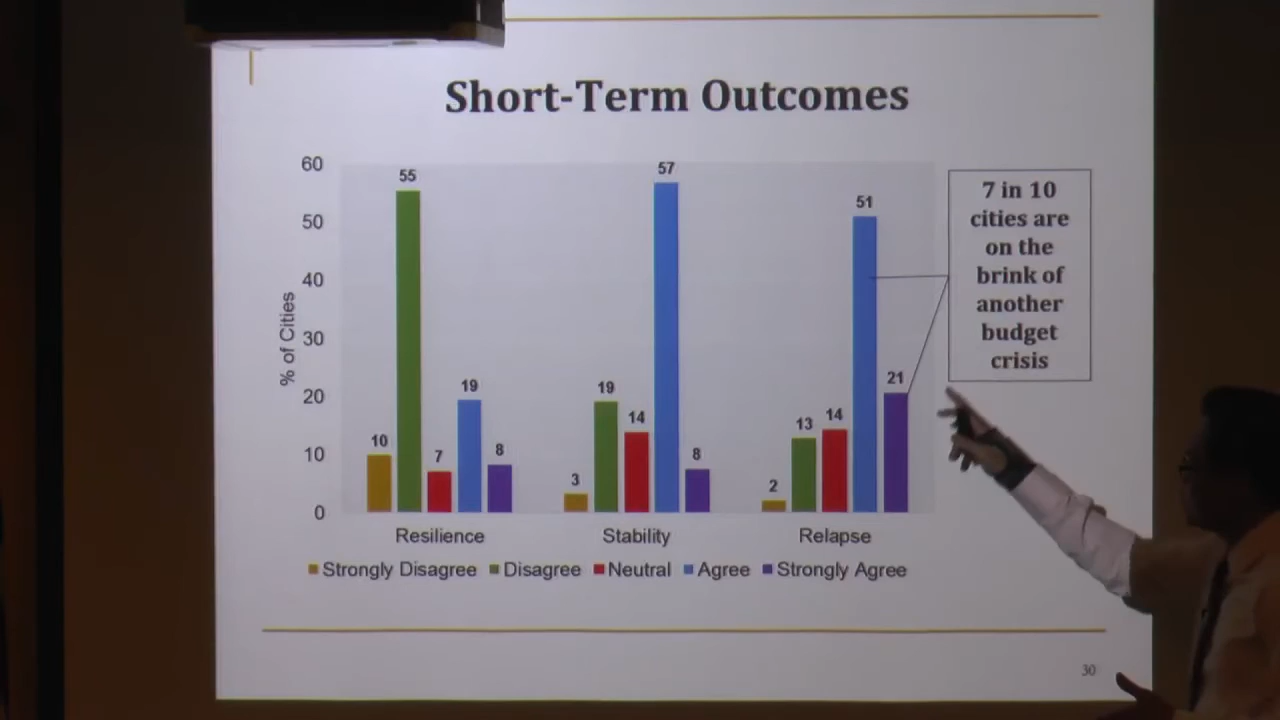 Short-Term Outcomes
60
50
40
30
20
10
0
% of Cities
10
55
7
19
8
3
19
14
57
8
2
13
14
51
21
Resilience
Stability
Relapse
Strongly Disagree
Disagree
Neutral
Agree
Strongly Agree
7 in 10
cities are
on the
brink of
another
budget
crisis
30